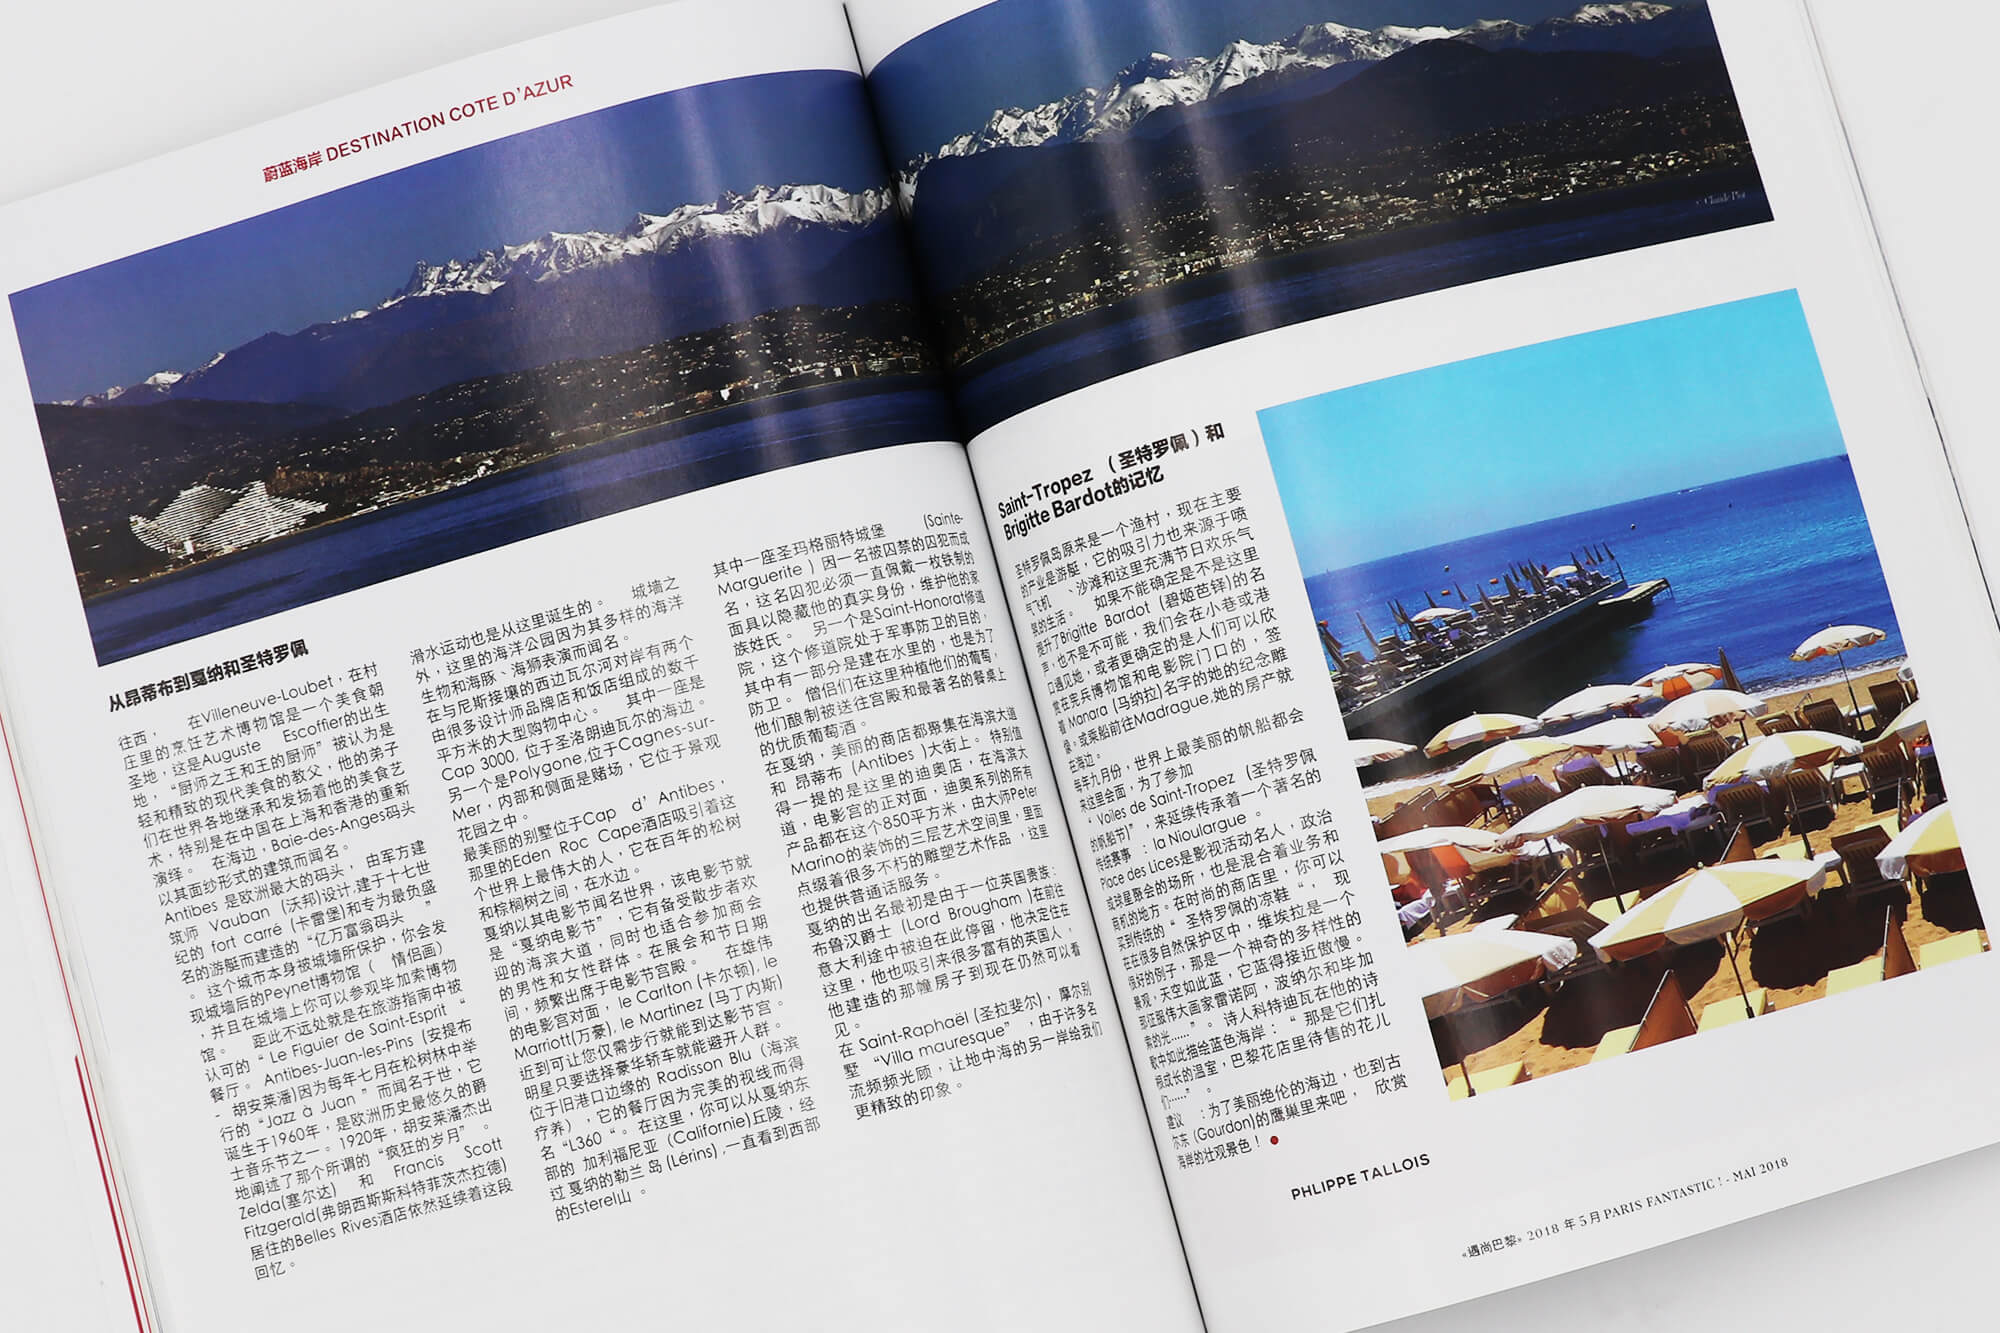 蔚蓝海岸 DESTINATION COTE D'AZUR
© Claude Piot
从昂蒂布到戛纳和圣特罗佩
往西， 在Villeneuve-Loubet，在村
庄里的烹饪艺术博物馆是一个美食朝
圣地，这是Auguste Escoffier的出生
地，“厨师之王和王的厨师”被认为是
轻和精致的现代美食的教父，他的弟子
们在世界各地继承和发扬着他的美食艺
术，特别是在中国在上海和香港的重新
演绎。 在海边，Baie-des-Anges码头
以其面纱形式的建筑而闻名。
Antibes 是欧洲最大的码头， 由军方建
筑师 Vauban (沃邦)设计,建于十七世
纪的 fort carré (卡雷堡)和专为最负盛
名的游艇而建造的“亿万富翁码头 ”
。 这个城市本身被城墙所保护，你会发
现城墙后的Peynet博物馆（ 情侣画)
，并且在城墙上你可以参观毕加索博物
馆。 距此不远处就是在旅游指南中被
认可的“ Le Figuier de Saint-Esprit “
餐厅。 Antibes-Juan-les-Pins (安提布
- 胡安莱潘)因为每年七月在松树林中举
行的“Jazz à Juan ”而闻名于世，它
诞生于1960年，是欧洲历史最悠久的爵
士音乐节之一。1920年，胡安莱潘杰出
地阐述了那个所谓的“疯狂的岁月”。
Zelda(塞尔达) 和 Francis Scott
Fitzgerald(弗朗西斯斯科特菲茨杰拉德)
居住的Belles Rives酒店依然延续着这段
回忆。
滑水运动也是从这里诞生的。 城墙之
外，这里的海洋公园因为其多样的海洋
生物和海豚、海狮表演而闻名。
在与尼斯接壤的西边瓦尔河对岸有两个
由很多设计师品牌店和饭店组成的数千
平方米的大型购物中心。 其中一座是
Cap 3000, 位于圣洛朗迪瓦尔的海边。
另一个是Polygone,位于Cagnes-sur-
Mer，内部和侧面是赌场，它位于景观
花园之中。
最美丽的别墅位于Cap d’Antibes，
那里的Eden Roc Cape酒店吸引着这
个世界上最伟大的人，它在百年的松树
和棕榈树之间，在水边。
戛纳以其电影节闻名世界，该电影节就
是“戛纳电影节”，它有备受散步者欢
迎的海滨大道，同时也适合参加商会
的男性和女性群体。在展会和节日期
间，频繁出席于电影节宫殿。 在雄伟
的电影宫对面，le Carlton (卡尔顿), le
Marriott(万豪), le Martinez (马丁内斯)
近到可让您仅需步行就能到达影节宫。
明星只要选择豪华轿车就能避开人群。
位于旧港口边缘的 Radisson Blu（海滨
疗养），它的餐厅因为完美的视线而得
名“L360 “。在这里，你可以从戛纳东
部的 加利福尼亚（Californie)丘陵，经
过 戛纳的勒兰 岛 (Lérins) ,一直看到西部
的Esterel山 。
其中一座圣玛格丽特城堡 (Sainte-
Marguerite ) 因一名被囚禁的囚犯而成
名，这名囚犯必须一直佩戴一枚铁制的
面具以隐藏他的真实身份，维护他的家
族姓氏。 另一个是Saint-Honorat修道
院，这个修道院处于军事防卫的目的，
其中有一部分是建在水里的，也是为了
防卫。 僧侣们在这里种植他们的葡萄，
他们酿制被送往宫殿和最著名的餐桌上
的优质葡萄酒。
在戛纳，美丽的商店都聚集在海滨大道
和 昂蒂布 (Antibes )大街上。 特别值
得一提的是这里的迪奥店，在海滨大
道，电影宫的正对面，迪奥系列的所有
产品都在这个850平方米，由大师Peter
Marino的装饰的三层艺术空间里，里面
点缀着很多不朽的雕塑艺术作品 ，这里
也提供普通话服务。
戛纳的出名最初是由于一位英国贵族：
布鲁汉爵士 (Lord Brougham )在前往
意大利途中被迫在此停留，他决定住在
这里，他也吸引来很多富有的英国人，
他建造的那幢房子到现在仍然可以看
见。
在 Saint-Raphaël (圣拉斐尔)，摩尔别
墅 “Villa mauresque” ，由于许多名
流频频光顾，让地中海的另一岸给我们
更精致的印象 。
Saint-Tropez （圣特罗佩）和
Brigitte Bardot的记忆
圣特罗佩岛原来是一个渔村，现在主要
的产业是游艇，它的吸引力也来源于喷
气飞机 、沙滩和这里充满节日欢乐气
氛的生活。 如果不能确定是不是这里
提升了Brigitte Bardot (碧姬芭铎)的名
声，也不是不可能，我们会在小巷或港
口遇见她，或者更确定的是人们可以欣
赏在宪兵博物馆和电影院门口的，签
着 Manara (马纳拉)名字的她的纪念雕
像。或乘船前往Madrague,她的房产就
在海边。
每年九月份，世界上最美丽的帆船都会
来这里会面，为了参加
“ Voiles de Saint-Tropez (圣特罗佩
的帆船节)”，来延续传承着一个著名的
传统赛事 ：la Nioulargue 。
Place des Lices是影视活动名人，政治
或球星聚会的场所，也是混合着业务和
商机的地方。在时尚的商店里，你可以
买到传统的“ 圣特罗佩的凉鞋 “， 现
在在很多自然保护区中，维埃拉是一个
很好的例子，那是一个神奇的多样性的
景观，天空如此蓝，它蓝得接近傲慢。
那征服伟大画家雷诺阿，波纳尔和毕加
索的光......”。 诗人科特迪瓦在他的诗
歌中如此描绘蓝色海岸：“ 那是它们扎
根成长的温室，巴黎花店里待售的花儿
们......” 。
建议 ：为了美丽绝伦的海边，也到古
尔东 (Gourdon)的鹰巢里来吧， 欣赏
海岸的壮观景色！
PHLIPPE TALLOIS
«遇尚巴黎» 2018 年 5 月 PARIS FANTASTIC ! - MAI 2018